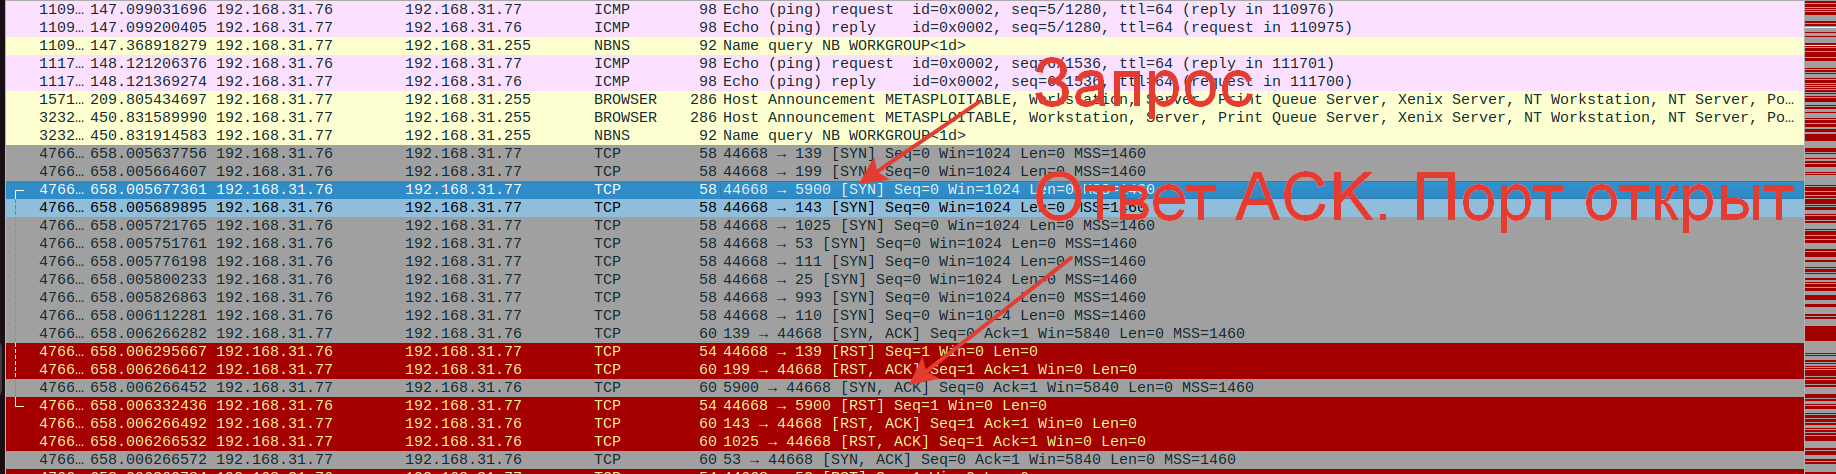 1109… 147.099031696 192.168.31.76 192.168.31.77 ICMP 98 Echo (ping) request id=0x0002, seq=5/1280, ttl=64 (reply in 110976)
1109… 147.099200405 192.168.31.77 192.168.31.76 ICMP 98 Echo (ping) reply id=0x0002, seq=5/1280, ttl=64 (request in 110975)
1109… 147.368918279 192.168.31.77 192.168.31.255 NBNS 92 Name query NB WORKGROUP<1d>
1117… 148.121206376 192.168.31.76 192.168.31.77 ICMP 98 Echo (ping) request id=0x0002, seq=6/1536, ttl=64 (reply in 111701)
1117… 148.121369274 192.168.31.77 192.168.31.76 ICMP 98 Echo (ping) reply id=0x0002, seq=6/1536, ttl=64 (request in 111700)
Запрос
1571… 209.805434697 192.168.31.77 192.168.31.255 BROWSER 286 Host Announcement METASPLOITABLE, Workstation, Server, Print Queue Server, Xenix Server, NT Workstation, NT Server, Po…
3232… 450.831589990 192.168.31.77 192.168.31.255 BROWSER 286 Host Announcement METASPLOITABLE, Workstation, Server, Print Queue Server, Xenix Server, NT Workstation, NT Server, Po…
3232… 450.831914583 192.168.31.77 192.168.31.255 NBNS 92 Name query NB WORKGROUP<1d>
4766… 658.005637756 192.168.31.76 192.168.31.77 TCP 58 44668 → 139 [SYN] Seq=0 Win=1024 Len=0 MSS=1460
4766… 658.005664607 192.168.31.76 192.168.31.77 TCP 58 44668 → 199 [SYN] Seq=0 Win=1024 Len=0 MSS=1460
4766… 658.005677361 192.168.31.76 192.168.31.77 TCP 58 44668 → 5900 [SYN] Seq=0 Win=1024 Len=0 MSS=1460
Ответ ACK. Порт открыт
4766… 658.005689895 192.168.31.76 192.168.31.77 TCP 58 44668 → 143 [SYN] Seq=0 Win=1024 Len=0 MSS=1460
4766… 658.005721765 192.168.31.76 192.168.31.77 TCP 58 44668 → 1025 [SYN] Seq=0 Win=1024 Len=0 MSS=1460
4766… 658.005751761 192.168.31.76 192.168.31.77 TCP 58 44668 → 53 [SYN] Seq=0 Win=1024 Len=0 MSS=1460
4766… 658.005776198 192.168.31.76 192.168.31.77 TCP 58 44668 → 111 [SYN] Seq=0 Win=1024 Len=0 MSS=1460
4766… 658.005800233 192.168.31.76 192.168.31.77 TCP 58 44668 → 25 [SYN] Seq=0 Win=1024 Len=0 MSS=1460
4766… 658.005826863 192.168.31.76 192.168.31.77 TCP 58 44668 → 993 [SYN] Seq=0 Win=1024 Len=0 MSS=1460
4766… 658.006112281 192.168.31.76 192.168.31.77 TCP 58 44668 → 110 [SYN] Seq=0 Win=1024 Len=0 MSS=1460
4766… 658.006266282 192.168.31.77 192.168.31.76 TCP 60 139 → 44668 [SYN, ACK] Seq=0 Ack=1 Win=5840 Len=0 MSS=1460
4766… 658.006295667 192.168.31.76 192.168.31.77 TCP 54 44668 → 139 [RST] Seq=1 Win=0 Len=0
4766… 658.006266412 192.168.31.77 192.168.31.76 TCP 60 199 → 44668 [RST, ACK] Seq=1 Ack=1 Win=0 Len=0
4766… 658.006266452 192.168.31.77 192.168.31.76 TCP 60 5900 → 44668 [SYN, ACK] Seq=0 Ack=1 Win=5840 Len=0 MSS=1460
4766… 658.006332436 192.168.31.76 192.168.31.77 TCP 54 44668 → 5900 [RST] Seq=1 Win=0 Len=0
4766… 658.006266492 192.168.31.77 192.168.31.76 TCP 60 143 → 44668 [RST, ACK] Seq=1 Ack=1 Win=0 Len=0
4766… 658.006266532 192.168.31.77 192.168.31.76 TCP 60 1025 → 44668 [RST, ACK] Seq=1 Ack=1 Win=0 Len=0
4766… 658.006266572 192.168.31.77 192.168.31.76 TCP 60 53 → 44668 [SYN, ACK] Seq=0 Ack=1 Win=5840 Len=0 MSS=1460